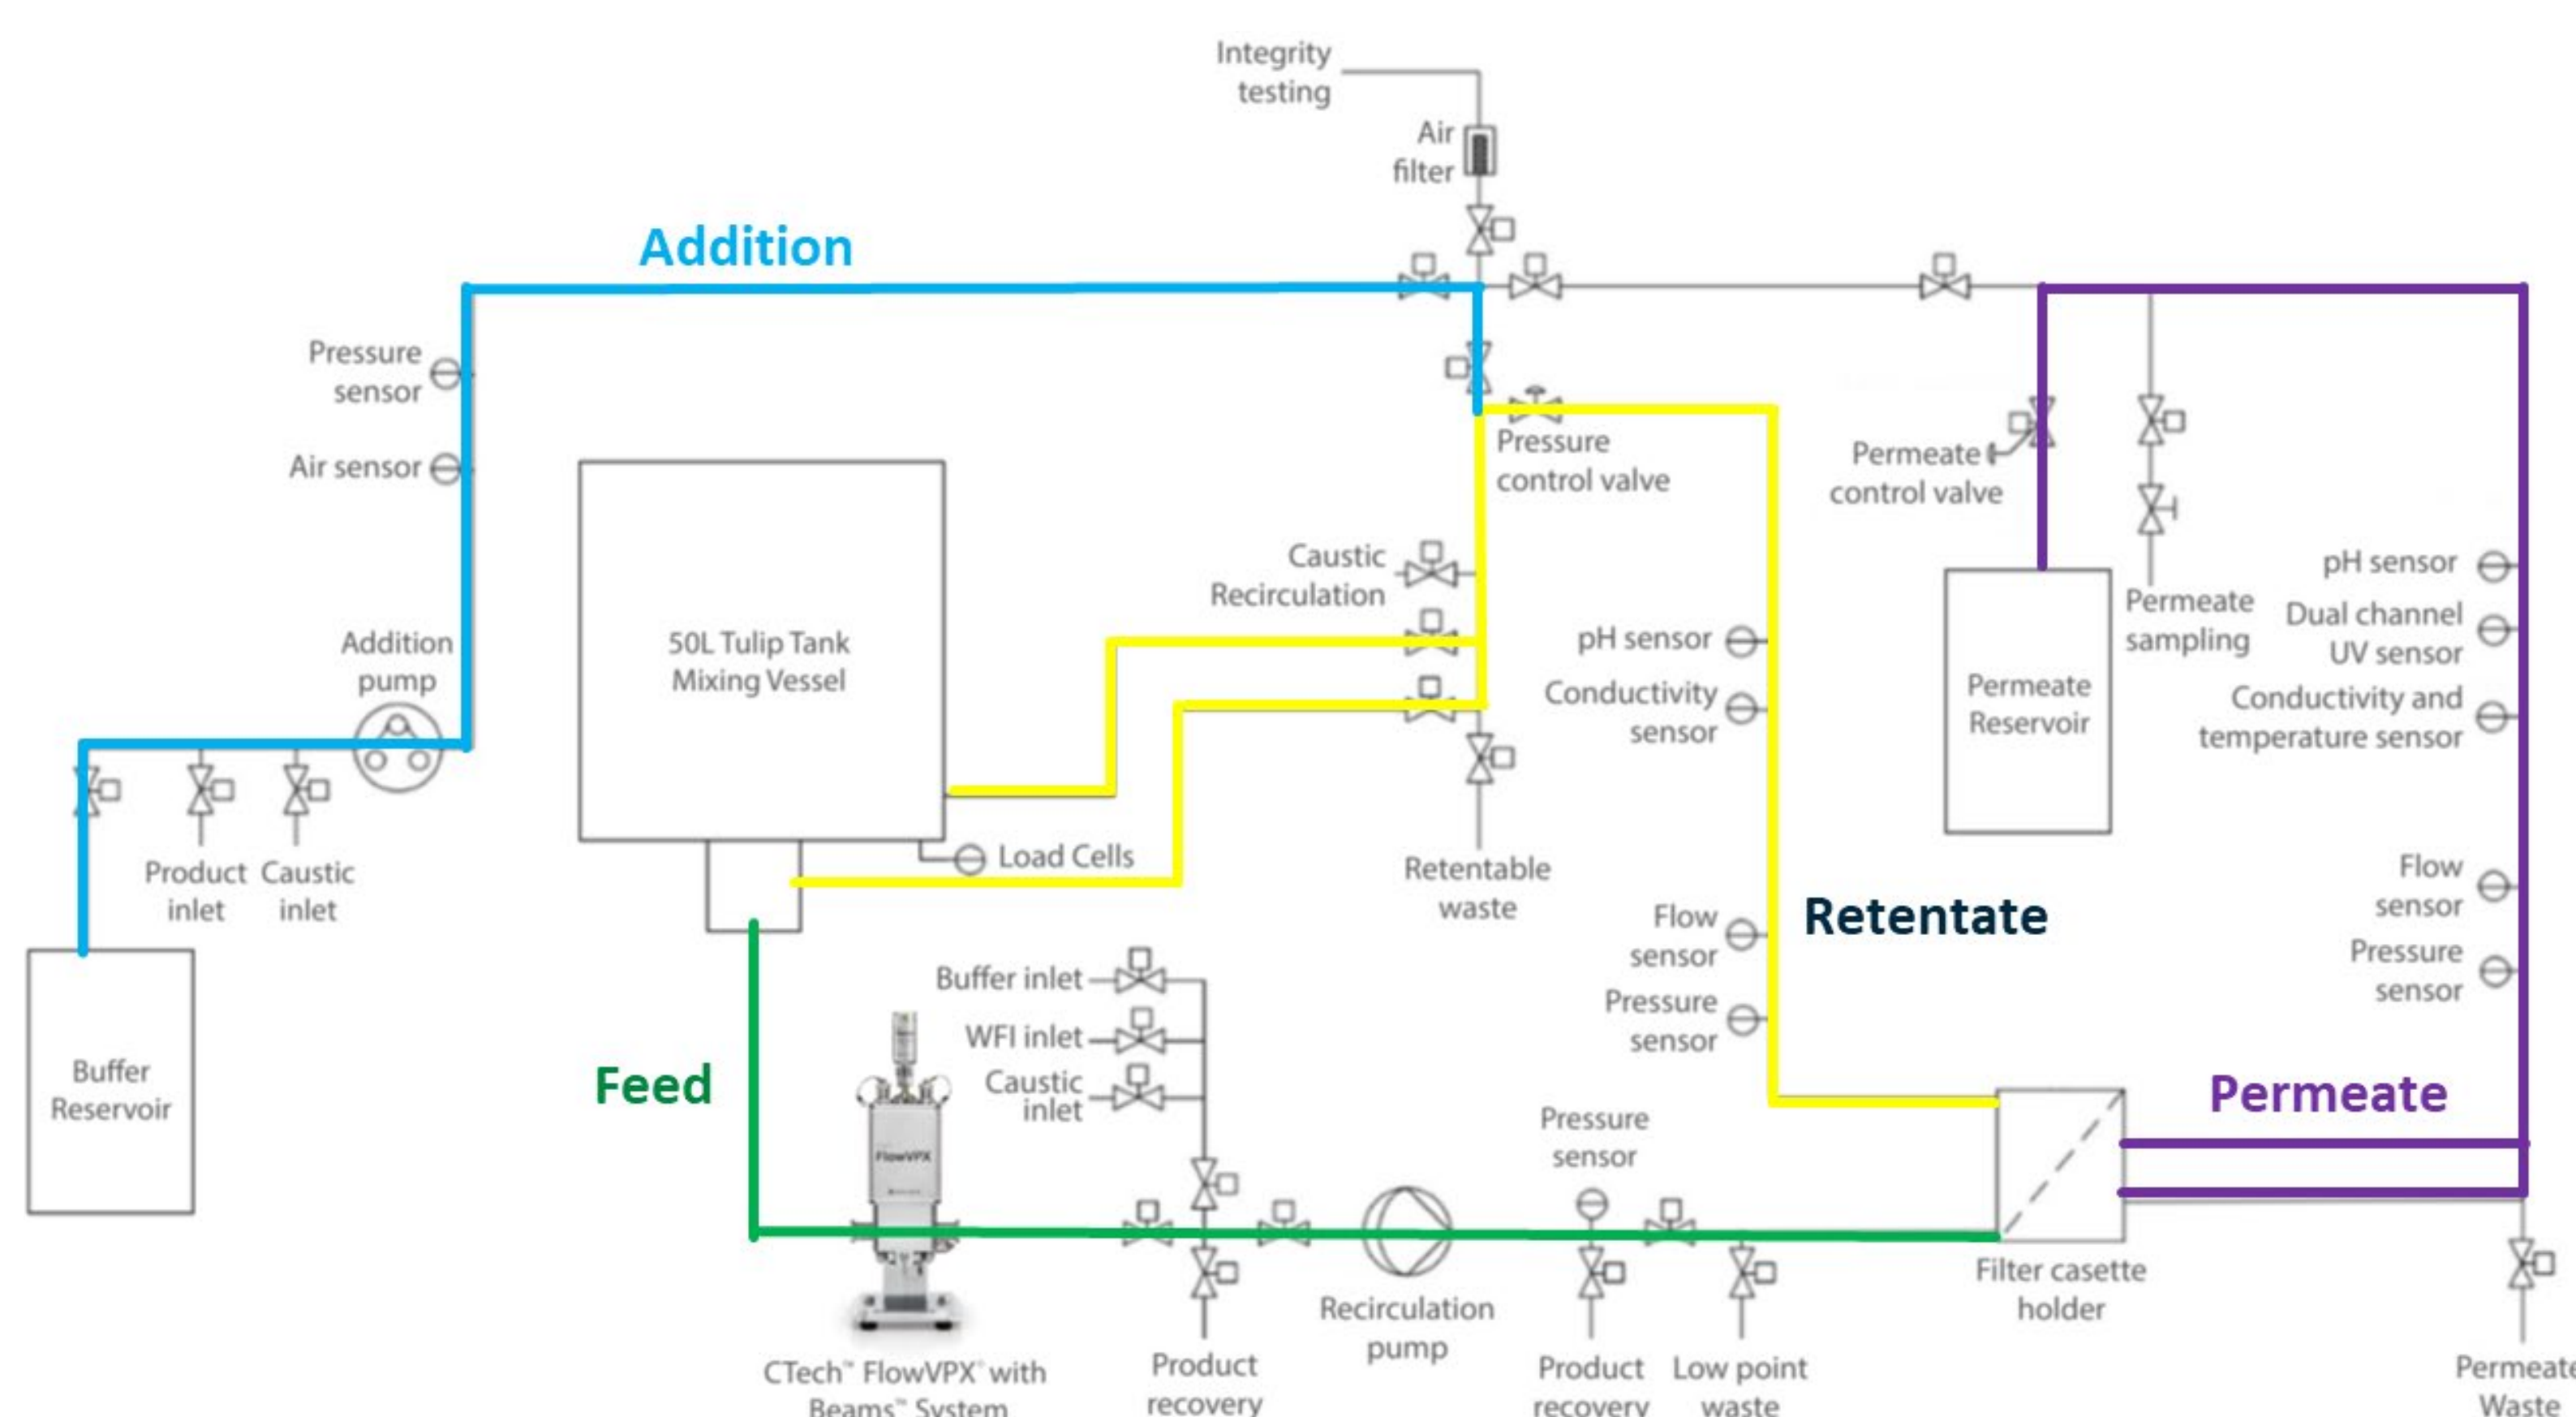 Integrity
testing
Air
filter
Addition
Pressure
sensor
Air sensor
Pressure
control valve
Permeate
control valve
Caustic
Recirculation
pH sensor
Dual channel
UV sensor
Permeate
sampling
Addition
pump
50L Tulip Tank
Mixing Vessel
pH sensor
Conductivity
sensor
Permeate
Reservoir
Conductivity and
temperature sensor
Product
inlet
Caustic
inlet
Load Cells
Retentable
waste
Flow
sensor
Retentate
Flow
sensor
Pressure
sensor
Buffer inlet
WFI inlet
Caustic
inlet
Pressure
sensor
Buffer
Reservoir
Feed
FlowVPX
Pressure
sensor
Permeate
Filter casette
holder
Recirculation
pump
CTech™ FlowVPX® with
Beams™ System
Product
recovery
Product
recovery
Low point
waste
Permeate
Waste